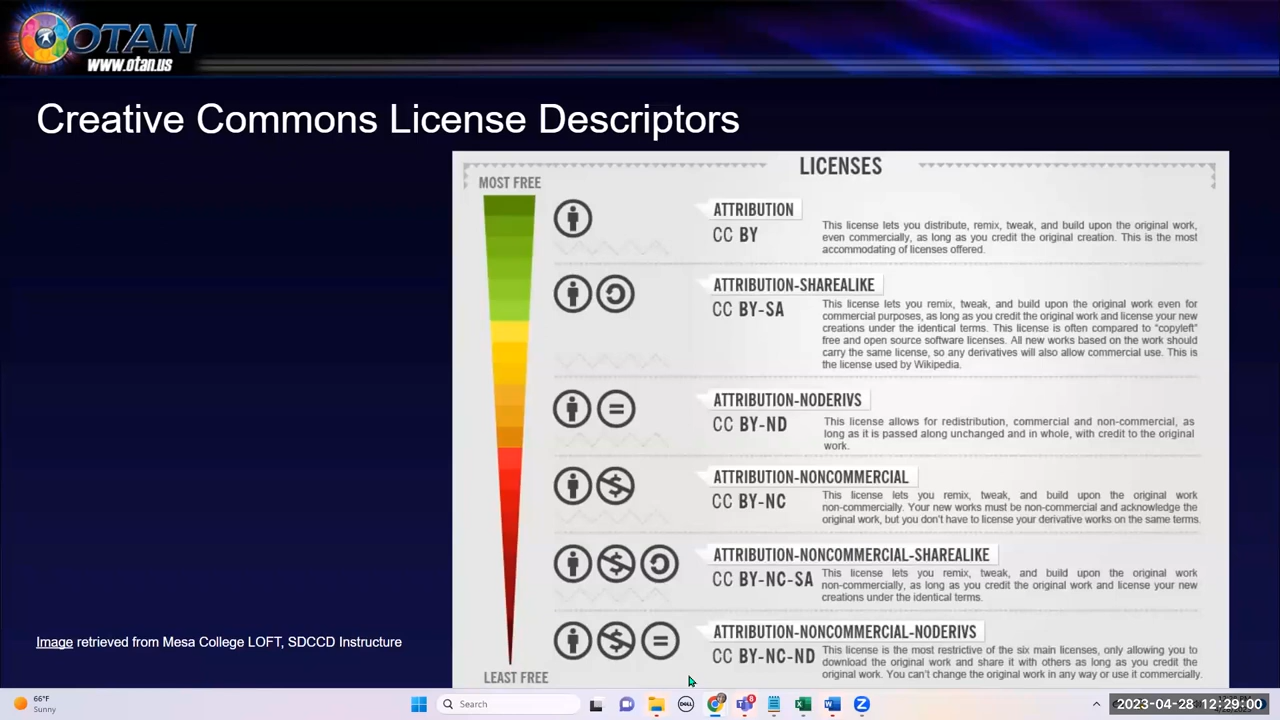 OTAN
www.otan.us
Creative Commons License Descriptors
LICENSES
MOST FREE
ATTRIBUTION
CC BY
This license lets you distribute, remix, tweak, and build upon the original work,
even commercially, as long as you credit the original creation. This is the most
accommodating of licenses offered.
ATTRIBUTION-SHAREALIKE
CC BY-SA
This license lets you remix, tweak, and build upon the original work even for
commercial purposes, as long as you credit the original work and license your new
creations under the identical terms. This license is often compared to “copyleft”
free and open source software licenses. All new works based on the work should
carry the same license, so any derivatives will also allow commercial use. This is
the license used by Wikipedia.
ATTRIBUTION-NODERIVS
CC BY-ND
This license allows for redistribution, commercial and non-commercial, as
long as it is passed along unchanged and in whole, with credit to the original
work.
ATTRIBUTION-NONCOMMERCIAL
CC BY-NC
This license lets you remix, tweak, and build upon the original work
non-commercially. Your new works must be non-commercial and acknowledge the
original work, but you don't have to license your derivative works on the same terms.
ATTRIBUTION-NONCOMMERCIAL-SHAREALIKE
CC BY-NC-SA
This license lets you remix, tweak, and build upon the original work
non-commercially, as long as you credit the original work and license your new
creations under the identical terms.
ATTRIBUTION-NONCOMMERCIAL-NODERIVS
CC BY-NC-ND
This license is the most restrictive of the six main licenses, only allowing you to
download the original work and share it with others as long as you credit the
original work. You can't change the original work in any way or use it commercially.
LEAST FREE
Image retrieved from Mesa College LOFT, SDCCD Instructure
66°F
Sunny
Search
2023-04-28 12:29:00